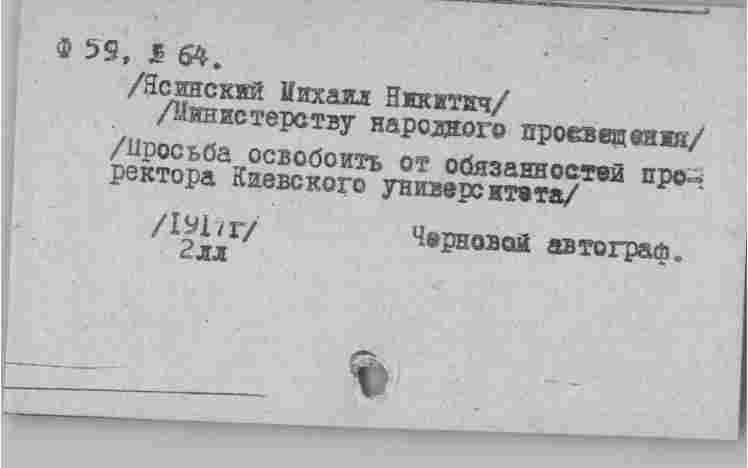 Ф 59, № 64.
/Ясинский Михаил Никитич/
/Министерству народного просвещения/
/Просьба освобоить от обязанностей про-
ректора Киевского университета/
/1917г/ Черновой автограф.
2лл